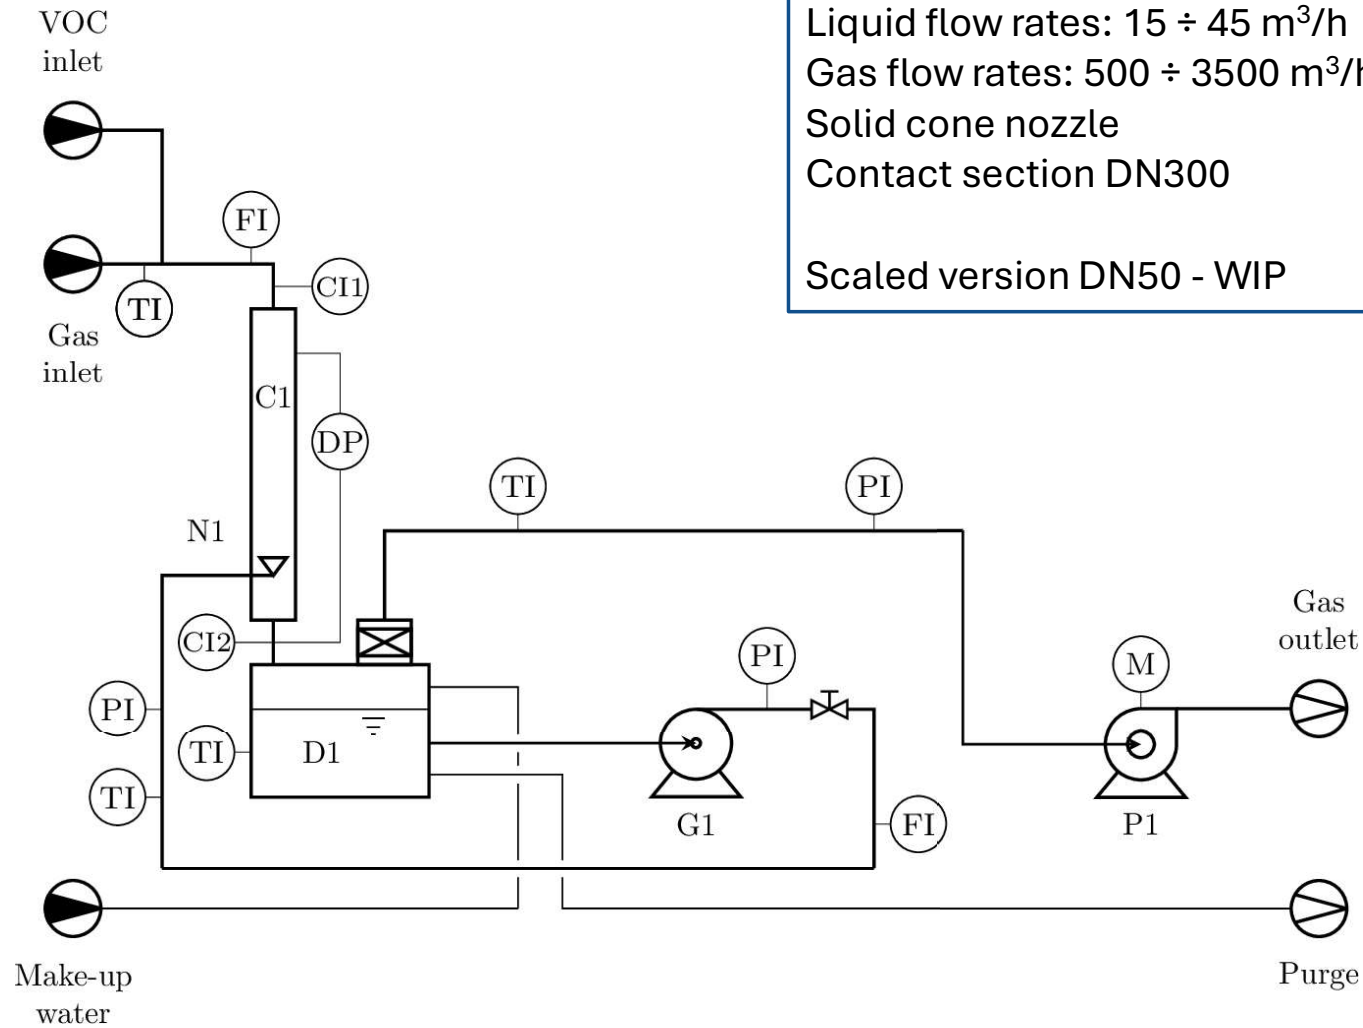 VOC
inlet
Liquid flow rates: 15 ÷ 45 m³/h
Gas flow rates: 500 ÷ 3500 m³/h
Solid cone nozzle
Contact section DN300
Scaled version DN50 - WIP
FI
CI1
TI
Gas
inlet
C1
DP
TI
PI
N1
Gas
outlet
CI2
PI
M
PI
TI
D1
TI
G1
FI
P1
Make-up
water
Purge